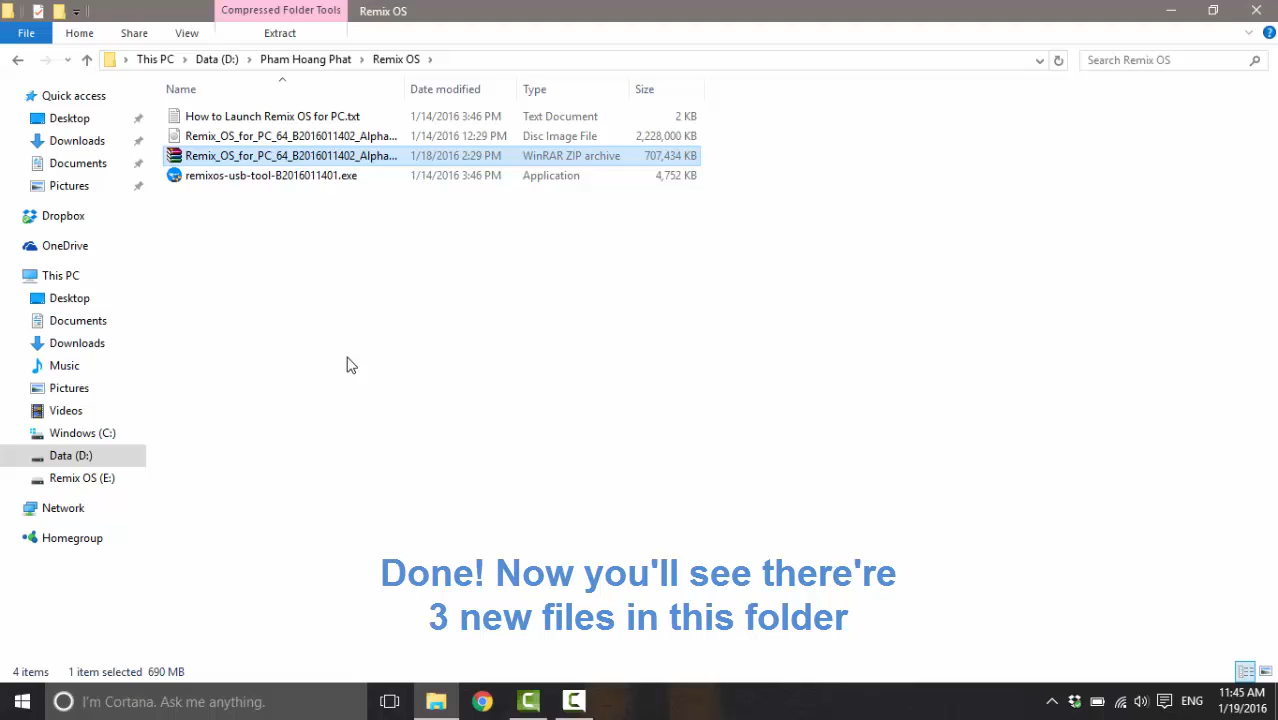 Compressed Folder Tools
Remix OS
File
Home
Share
View
Extract
This PC
Data (D:)
Pham Hoang Phat
Remix OS
Search Remix OS
Name
Date modified
Type
Size
How to Launch Remix OS for PC.txt
1/14/2016 3:46 PM
Text Document
2 KB
Remix_OS_for_PC_64_B2016011402_Alpha...
1/14/2016 12:29 PM
Disc Image File
2,228,000 KB
Remix_OS_for_PC_64_B2016011402_Alpha...
1/18/2016 2:29 PM
WinRAR ZIP archive
707,434 KB
remixos-usb-tool-B2016011401.exe
1/14/2016 3:46 PM
Application
4,752 KB
Quick access
Desktop
Downloads
Documents
Pictures
Dropbox
OneDrive
This PC
Desktop
Documents
Downloads
Music
Pictures
Videos
Windows (C:)
Data (D:)
Remix OS (E:)
Network
Homegroup
Done! Now you'll see there're
3 new files in this folder
4 items
1 item selected 690 MB
I'm Cortana. Ask me anything.
ENG
11:45 AM
1/19/2016